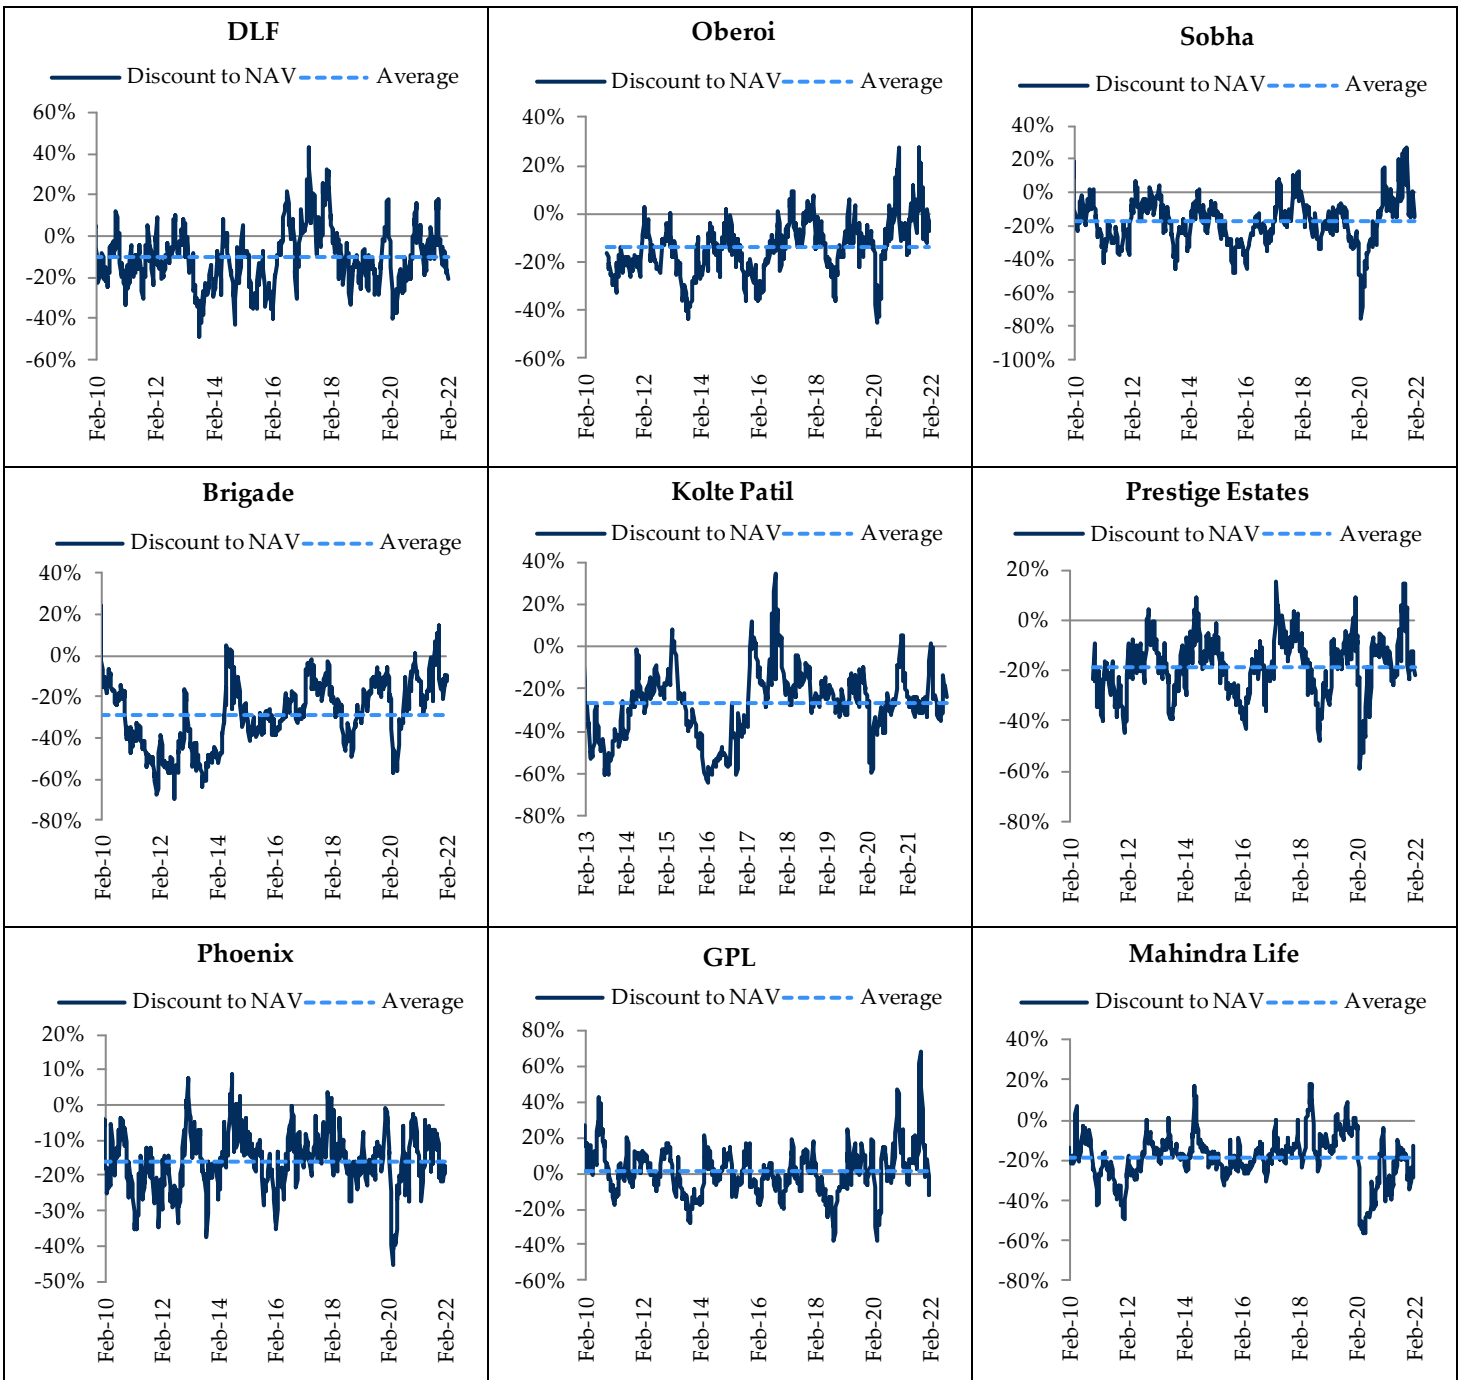 DLF
Discount to NAV Average
60%
40%
20%
0%
-20%
-40%
-60%
Feb-10
Feb-12
Feb-14
Feb-16
Feb-18
Feb-20
Feb-22
Oberoi
Discount to NAV Average
40%
20%
0%
-20%
-40%
-60%
Feb-10
Feb-12
Feb-14
Feb-16
Feb-18
Feb-20
Feb-22
Sobha
Discount to NAV Average
40%
20%
0%
-20%
-40%
-60%
-80%
-100%
Feb-10
Feb-12
Feb-14
Feb-16
Feb-18
Feb-20
Feb-22
Brigade
Discount to NAV Average
40%
20%
0%
-20%
-40%
-60%
-80%
Feb-10
Feb-12
Feb-14
Feb-16
Feb-18
Feb-20
Feb-22
Kolte Patil
Discount to NAV Average
40%
20%
0%
-20%
-40%
-60%
-80%
Feb-13
Feb-14
Feb-15
Feb-16
Feb-17
Feb-18
Feb-19
Feb-20
Feb-21
Prestige Estates
Discount to NAV Average
20%
0%
-20%
-40%
-60%
-80%
Feb-10
Feb-12
Feb-14
Feb-16
Feb-18
Feb-20
Feb-22
Phoenix
Discount to NAV Average
20%
10%
0%
-10%
-20%
-30%
-40%
-50%
Feb-10
Feb-12
Feb-14
Feb-16
Feb-18
Feb-20
Feb-22
GPL
Discount to NAV Average
80%
60%
40%
20%
0%
-20%
-40%
-60%
Feb-10
Feb-12
Feb-14
Feb-16
Feb-18
Feb-20
Feb-22
Mahindra Life
Discount to NAV Average
40%
20%
0%
-20%
-40%
-60%
-80%
Feb-10
Feb-12
Feb-14
Feb-16
Feb-18
Feb-20
Feb-22